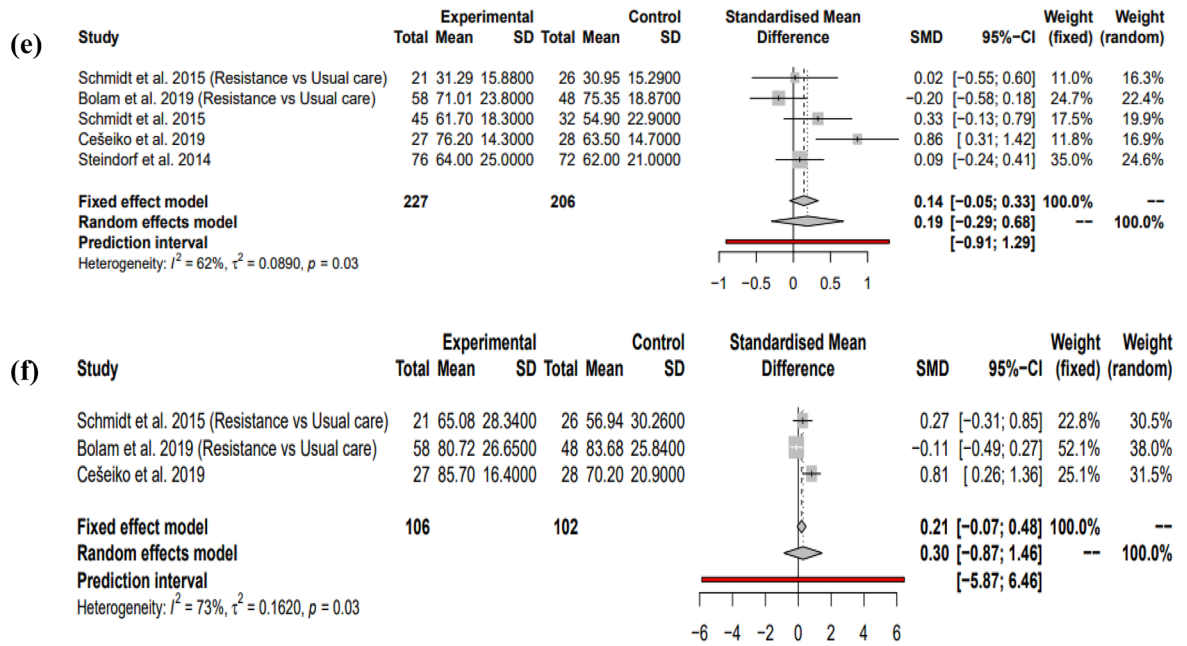 (e)
Experimental Control Standardised Mean Weight Weight
Study Total Mean SD Total Mean SD Difference SMD 95%−CI (fixed) (random)
Schmidt et al. 2015 (Resistance vs Usual care) 21 31.29 15.8800 26 30.95 15.2900 0.02 [−0.55; 0.60] 11.0% 16.3%
Bolam et al. 2019 (Resistance vs Usual care) 58 71.01 23.8000 48 75.35 18.8700 −0.20 [−0.58; 0.18] 24.7% 22.4%
Schmidt et al. 2015 45 61.70 18.3000 32 54.90 22.9000 0.33 [−0.13; 0.79] 17.5% 19.9%
Cešeiko et al. 2019 27 76.20 14.3000 28 63.50 14.7000 0.86 [ 0.31; 1.42] 11.8% 16.9%
Steindorf et al. 2014 76 64.00 25.0000 72 62.00 21.0000 0.09 [−0.24; 0.41] 35.0% 24.6%
Fixed effect model 227 206 0.14 [−0.05; 0.33] 100.0% −−
Random effects model 0.19 [−0.29; 0.68] −− 100.0%
Prediction interval [−0.91; 1.29]
Heterogeneity: I² = 62%, τ² = 0.0890, p = 0.03
−1 −0.5 0 0.5 1
(f)
Experimental Control Standardised Mean Weight Weight
Study Total Mean SD Total Mean SD Difference SMD 95%−CI (fixed) (random)
Schmidt et al. 2015 (Resistance vs Usual care) 21 65.08 28.3400 26 56.94 30.2600 0.27 [−0.31; 0.85] 22.8% 30.5%
Bolam et al. 2019 (Resistance vs Usual care) 58 80.72 26.6500 48 83.68 25.8400 −0.11 [−0.49; 0.27] 52.1% 38.0%
Cešeiko et al. 2019 27 85.70 16.4000 28 70.20 20.9000 0.81 [ 0.26; 1.36] 25.1% 31.5%
Fixed effect model 106 102 0.21 [−0.07; 0.48] 100.0% −−
Random effects model 0.30 [−0.87; 1.46] −− 100.0%
Prediction interval [−5.87; 6.46]
Heterogeneity: I² = 73%, τ² = 0.1620, p = 0.03
−6 −4 −2 0 2 4 6